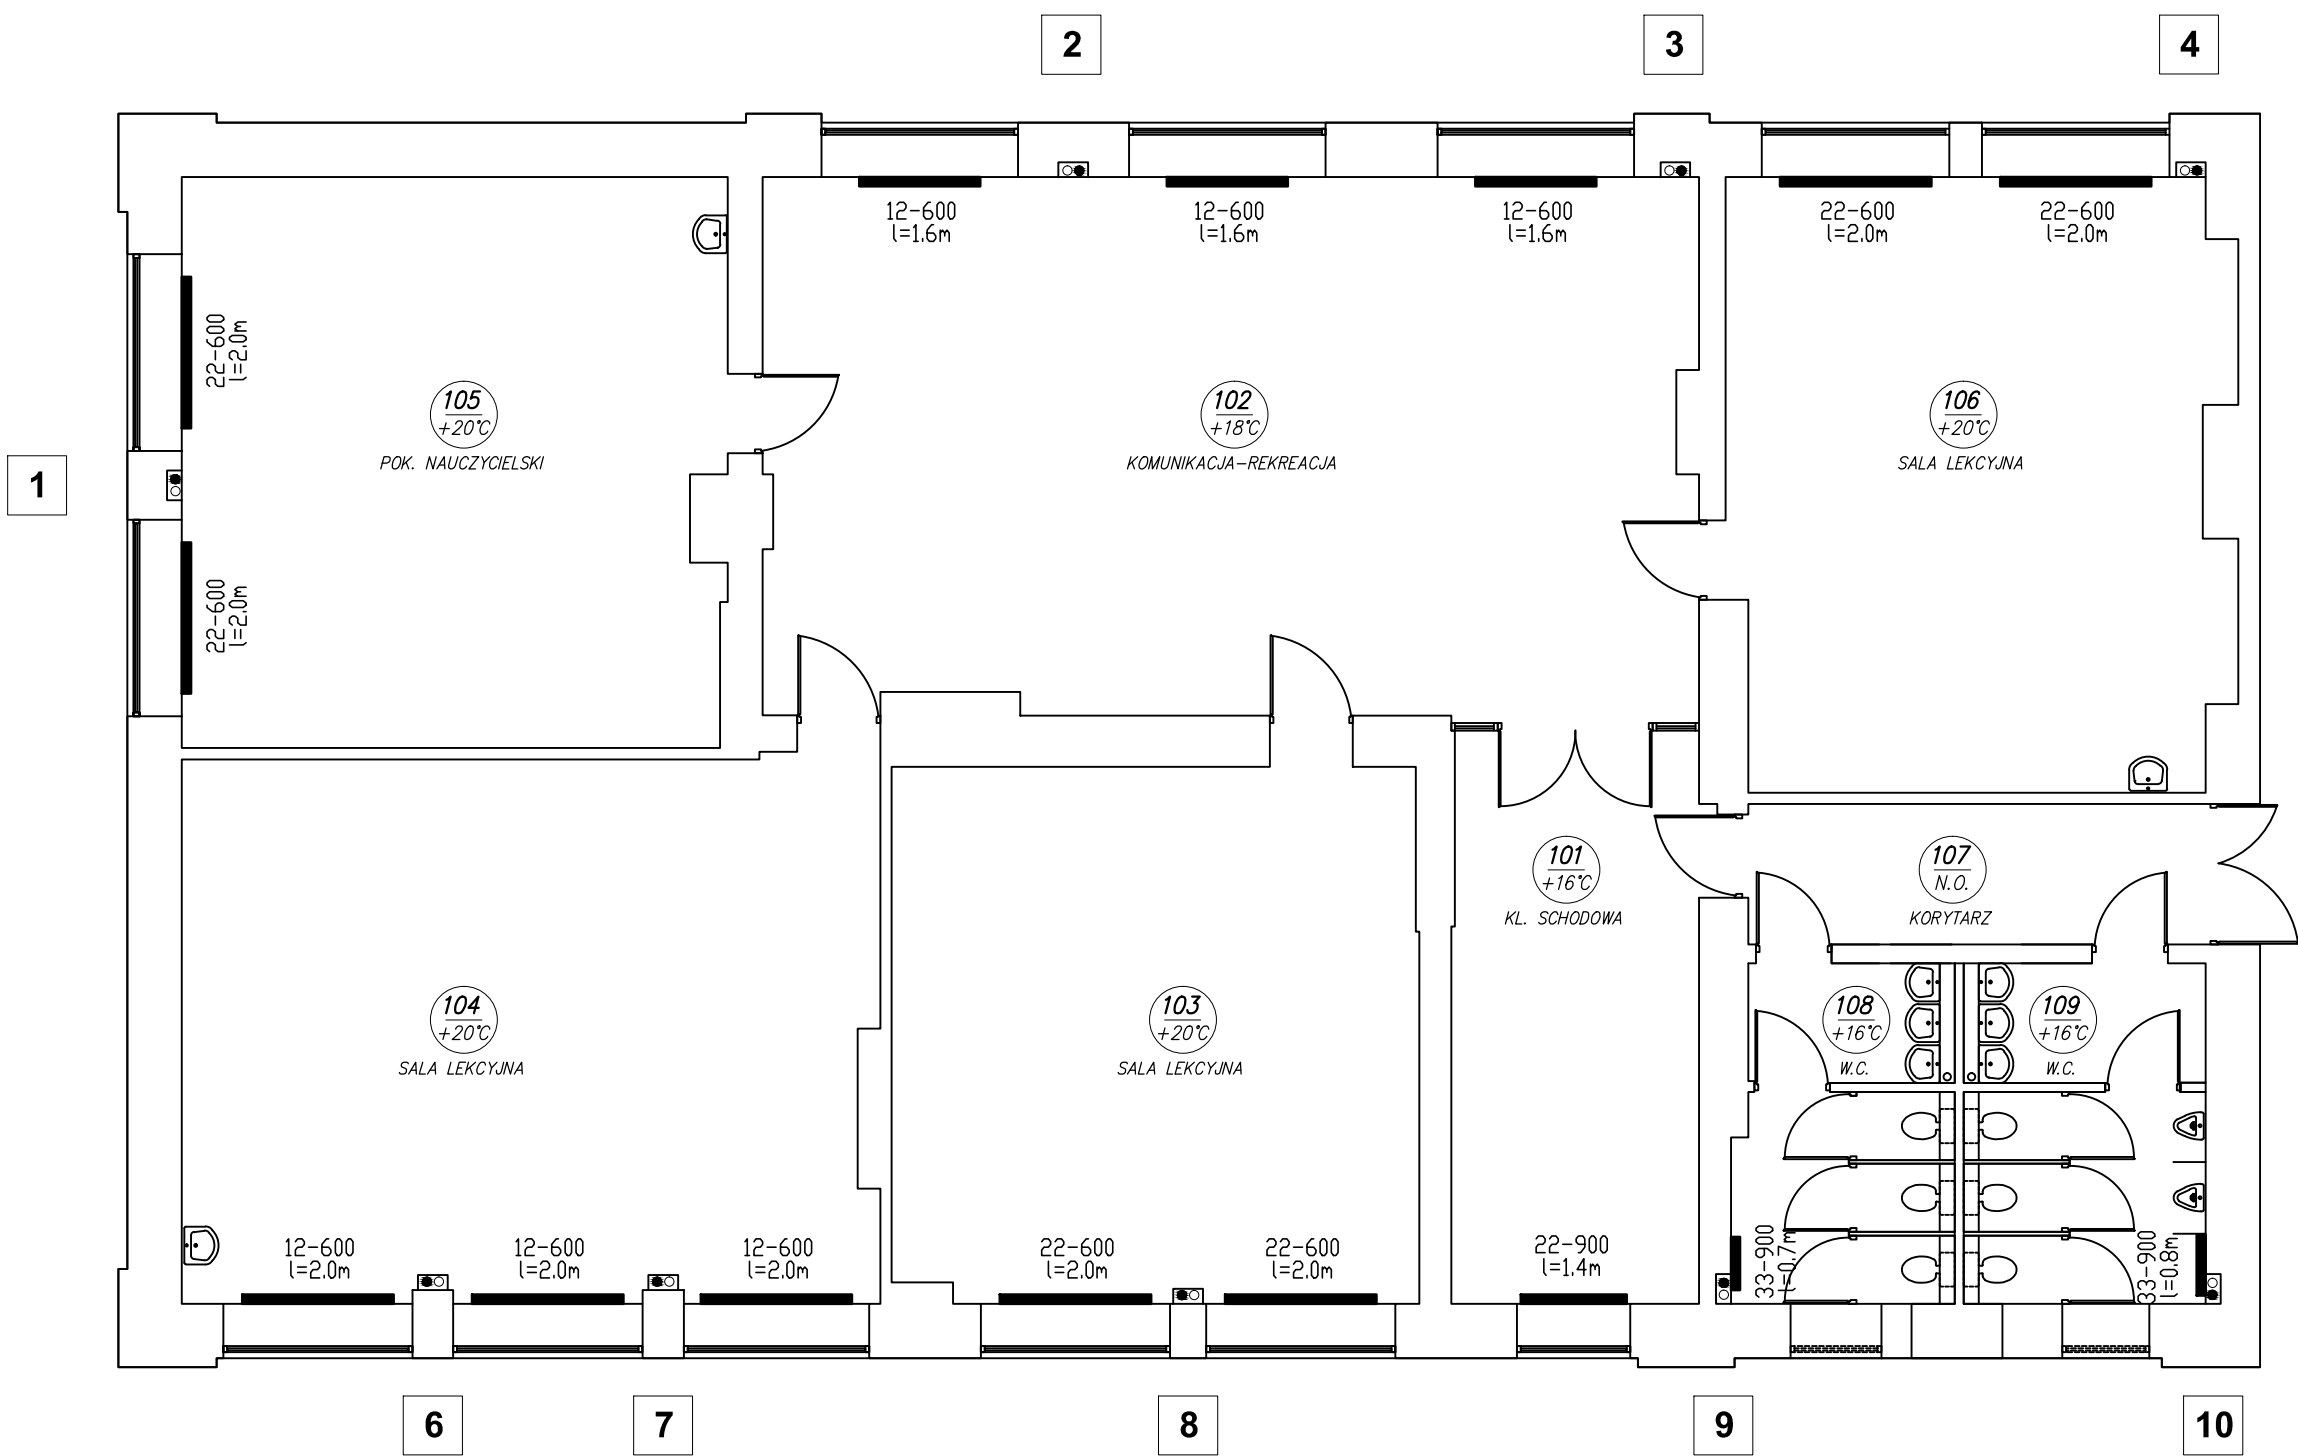 2
3
4
12-600
l=1.6m
12-600
l=1.6m
12-600
l=1.6m
22-600
l=2.0m
22-600
l=2.0m
22-600
l=2.0m
105
+20°C
POK. NAUCZYCIELSKI
102
+18°C
KOMUNIKACJA-REKREACJA
106
+20°C
SALA LEKCYJNA
1
22-600
l=2.0m
101
+16°C
KL. SCHODOWA
107
N.O.
KORYTARZ
104
+20°C
SALA LEKCYJNA
103
+20°C
SALA LEKCYJNA
108
+16°C
W.C.
109
+16°C
W.C.
12-600
l=2.0m
12-600
l=2.0m
12-600
l=2.0m
22-600
l=2.0m
22-600
l=2.0m
22-900
l=1.4m
33-900
l=0.7m
33-900
l=0.8m
6
7
8
9
10